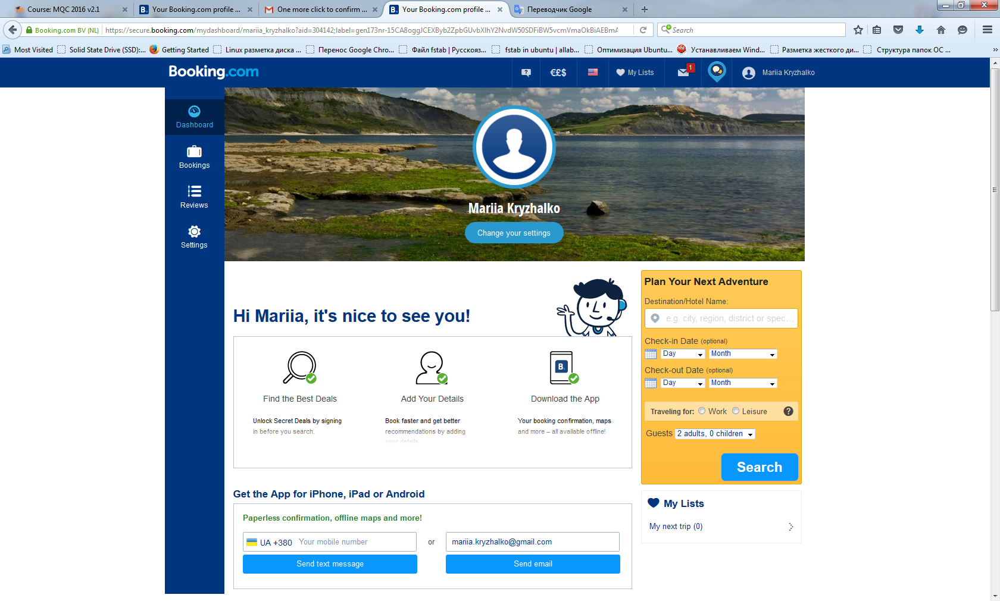 Course: MQC 2016 v2.1
Your Booking.com profile ...
One more click to confirm ...
Your Booking.com profile ...
Переводчик Google
Booking.com BV (NL)
https://secure.booking.com/mydashboard/mariia_kryzhalko?aid=304142;label=gen173nr-15CA8oggJCEXByb2ZpbGUvbXlhY2NvdW50SDFiBW5vcmVmaOkBiAEBmA
Search
Most Visited
Solid State Drive (SSD):...
Getting Started
Linux разметка диска ...
Перенос Google Chro...
Файл fstab | Русскояз...
fstab in ubuntu | allab...
Оптимизация Ubuntu...
Устанавливаем Wind...
Разметка жесткого ди...
Структура папок ОС ...
Booking.com
€£$
My Lists
1
Mariia Kryzhalko
Dashboard
Bookings
Reviews
Settings
Mariia Kryzhalko
Change your settings
Hi Mariia, it's nice to see you!
B.
Find the Best Deals
Unlock Secret Deals by signing
in before you search.
Add Your Details
Book faster and get better
recommendations by adding
your details
Download the App
Your booking confirmation, maps
and more – all available offline!
Get the App for iPhone, iPad or Android
Paperless confirmation, offline maps and more!
UA +380 Your mobile number
or
mariia.kryzhalko@gmail.com
Send text message
Send email
Plan Your Next Adventure
Destination/Hotel Name:
e.g. city, region, district or spec...
Check-in Date (optional)
Day
Month
Check-out Date (optional)
Day
Month
Traveling for: Work Leisure ?
Guests 2 adults, 0 children
Search
My Lists
My next trip (0)